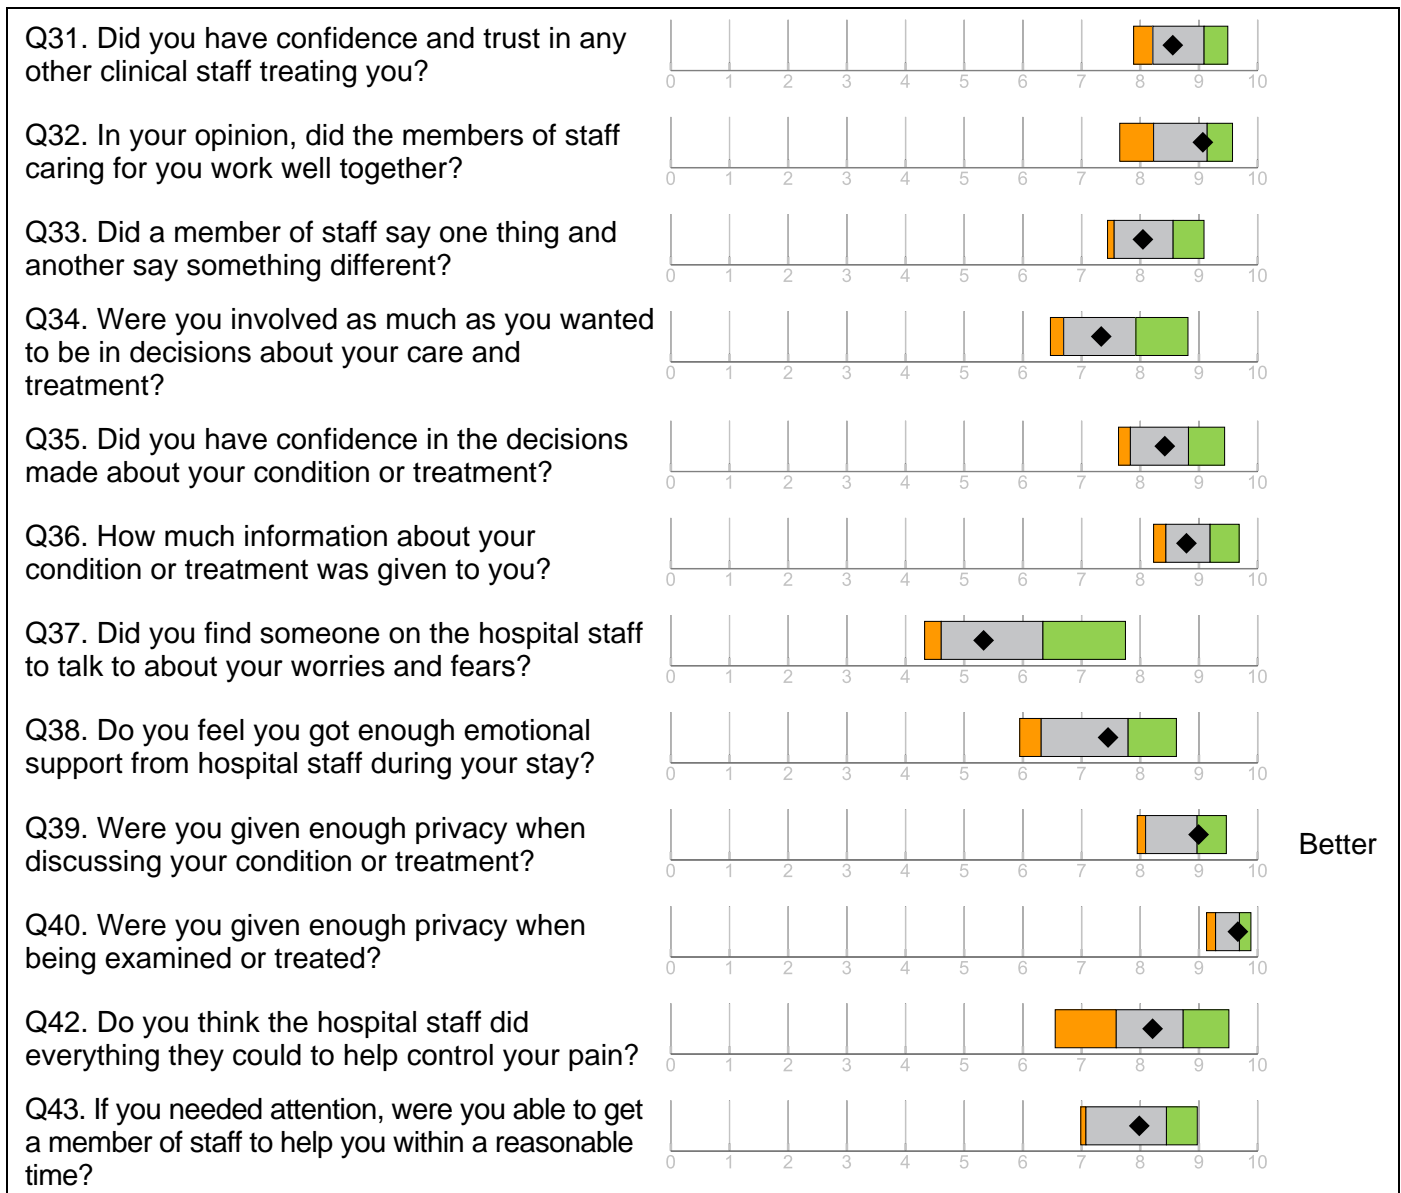 Q31. Did you have confidence and trust in any
other clinical staff treating you?
0 1 2 3 4 5 6 7 8 9 10
Q32. In your opinion, did the members of staff
caring for you work well together?
0 1 2 3 4 5 6 7 8 9 10
Q33. Did a member of staff say one thing and
another say something different?
0 1 2 3 4 5 6 7 8 9 10
Q34. Were you involved as much as you wanted
to be in decisions about your care and
treatment?
0 1 2 3 4 5 6 7 8 9 10
Q35. Did you have confidence in the decisions
made about your condition or treatment?
0 1 2 3 4 5 6 7 8 9 10
Q36. How much information about your
condition or treatment was given to you?
0 1 2 3 4 5 6 7 8 9 10
Q37. Did you find someone on the hospital staff
to talk to about your worries and fears?
0 1 2 3 4 5 6 7 8 9 10
Q38. Do you feel you got enough emotional
support from hospital staff during your stay?
0 1 2 3 4 5 6 7 8 9 10
Q39. Were you given enough privacy when
discussing your condition or treatment?
0 1 2 3 4 5 6 7 8 9 10
Better
Q40. Were you given enough privacy when
being examined or treated?
0 1 2 3 4 5 6 7 8 9 10
Q42. Do you think the hospital staff did
everything they could to help control your pain?
0 1 2 3 4 5 6 7 8 9 10
Q43. If you needed attention, were you able to get
a member of staff to help you within a reasonable
time?
0 1 2 3 4 5 6 7 8 9 10